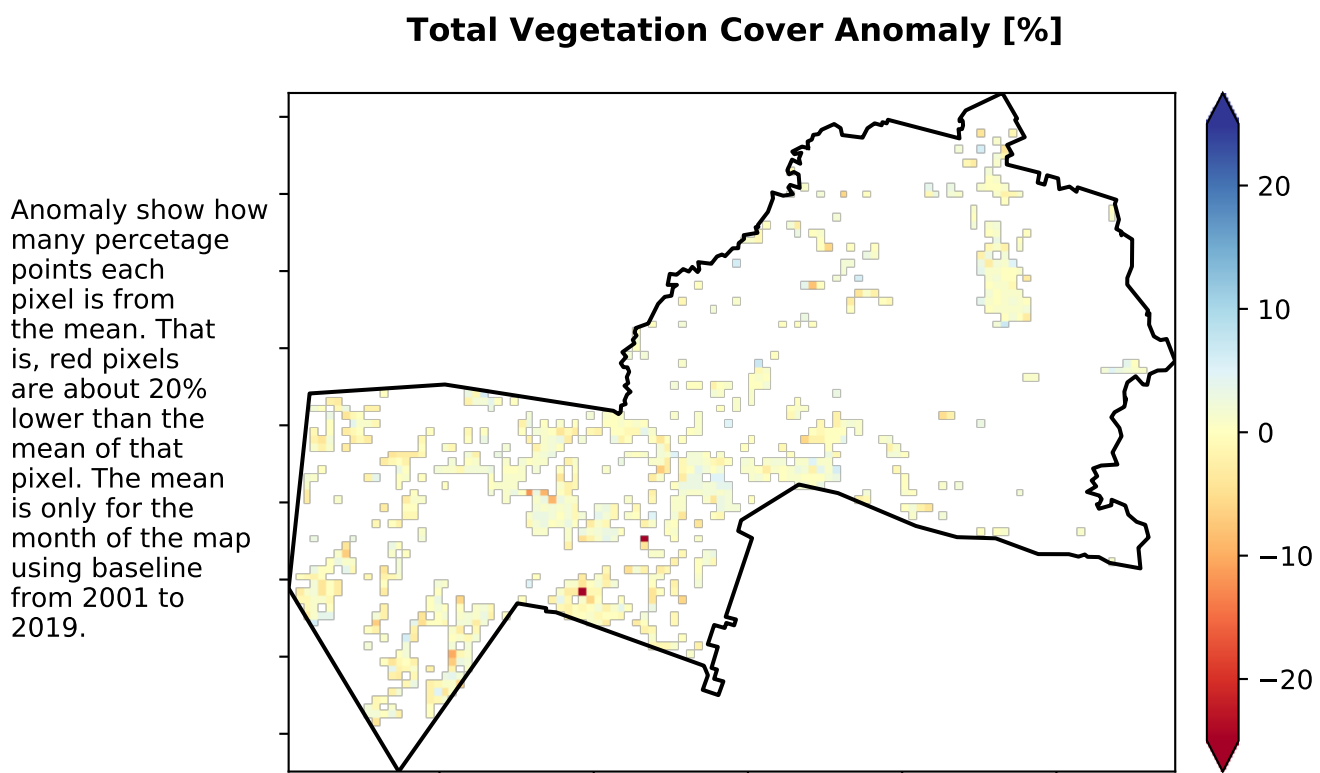 Total Vegetation Cover Anomaly [%]
Anomaly show how
many percetage
points each
pixel is from
the mean. That
is, red pixels
are about 20%
lower than the
mean of that
pixel. The mean
is only for the
month of the map
using baseline
from 2001 to
2019.
20
10
0
−10
−20